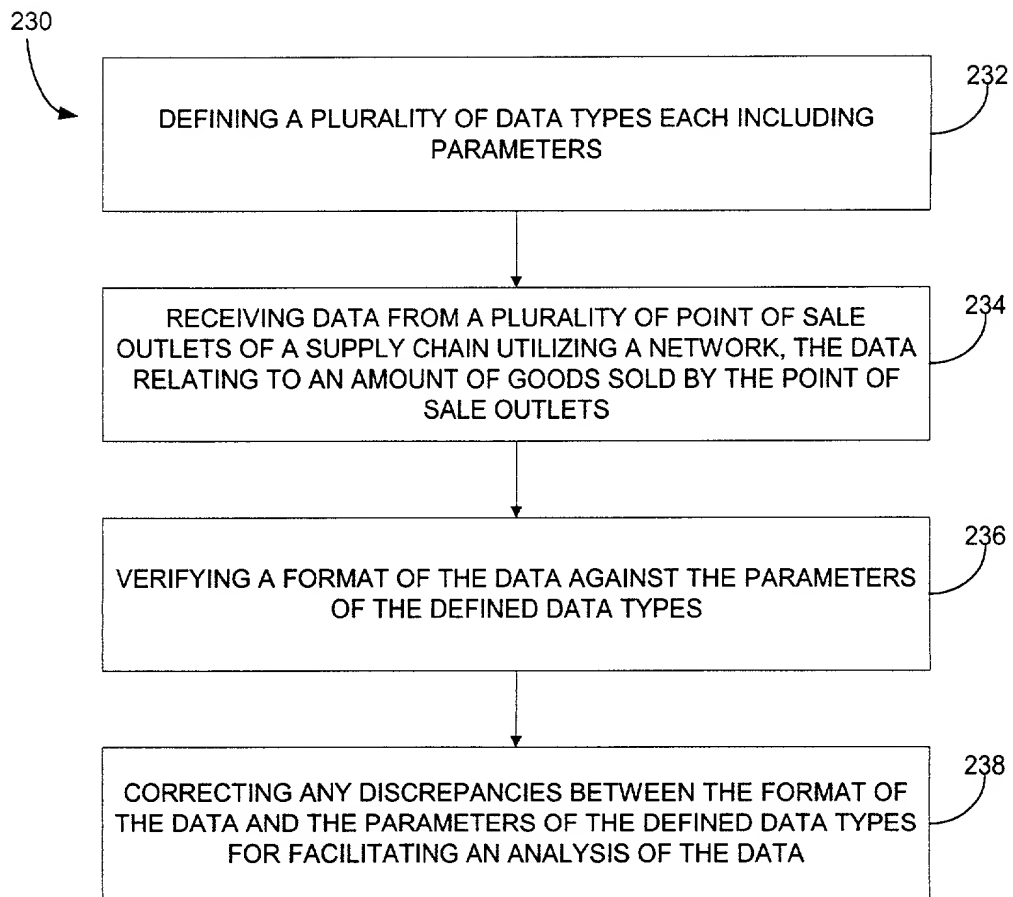 230
232
DEFINING A PLURALITY OF DATA TYPES EACH INCLUDING
PARAMETERS
234
RECEIVING DATA FROM A PLURALITY OF POINT OF SALE
OUTLETS OF A SUPPLY CHAIN UTILIZING A NETWORK, THE DATA
RELATING TO AN AMOUNT OF GOODS SOLD BY THE POINT OF
SALE OUTLETS
236
VERIFYING A FORMAT OF THE DATA AGAINST THE PARAMETERS
OF THE DEFINED DATA TYPES
238
CORRECTING ANY DISCREPANCIES BETWEEN THE FORMAT OF
THE DATA AND THE PARAMETERS OF THE DEFINED DATA TYPES
FOR FACILITATING AN ANALYSIS OF THE DATA